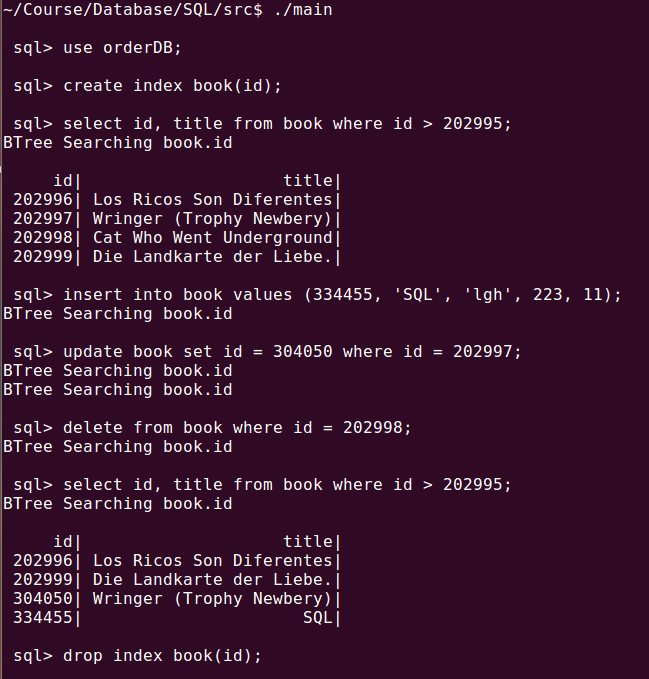 ~/Course/Database/SQL/src$ ./main
sql> use orderDB;
sql> create index book(id);
sql> select id, title from book where id > 202995;
BTree Searching book.id
id| title|
202996| Los Ricos Son Diferentes|
202997| Wringer (Trophy Newbery)|
202998| Cat Who Went Underground|
202999| Die Landkarte der Liebe.|
sql> insert into book values (334455, 'SQL', 'lgh', 223, 11);
BTree Searching book.id
sql> update book set id = 304050 where id = 202997;
BTree Searching book.id
BTree Searching book.id
sql> delete from book where id = 202998;
BTree Searching book.id
sql> select id, title from book where id > 202995;
BTree Searching book.id
id| title|
202996| Los Ricos Son Diferentes|
202999| Die Landkarte der Liebe.|
304050| Wringer (Trophy Newbery)|
334455| SQL|
sql> drop index book(id);